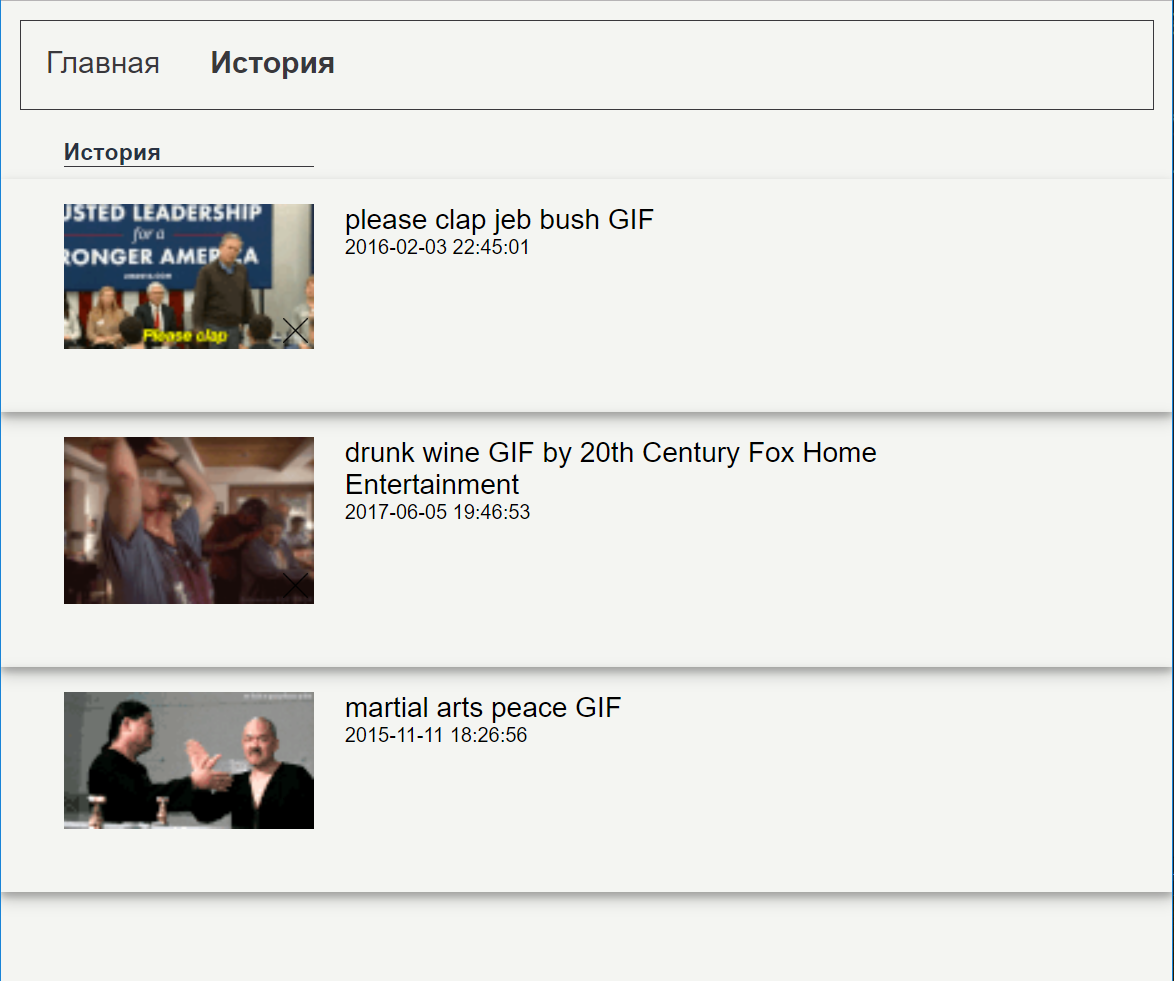 Главная История
История
USTED LEADERSHIP
for a
RONGER AMERICA
Please clap
please clap jeb bush GIF
2016-02-03 22:45:01
drunk wine GIF by 20th Century Fox Home
Entertainment
2017-06-05 19:46:53
martial arts peace GIF
2015-11-11 18:26:56